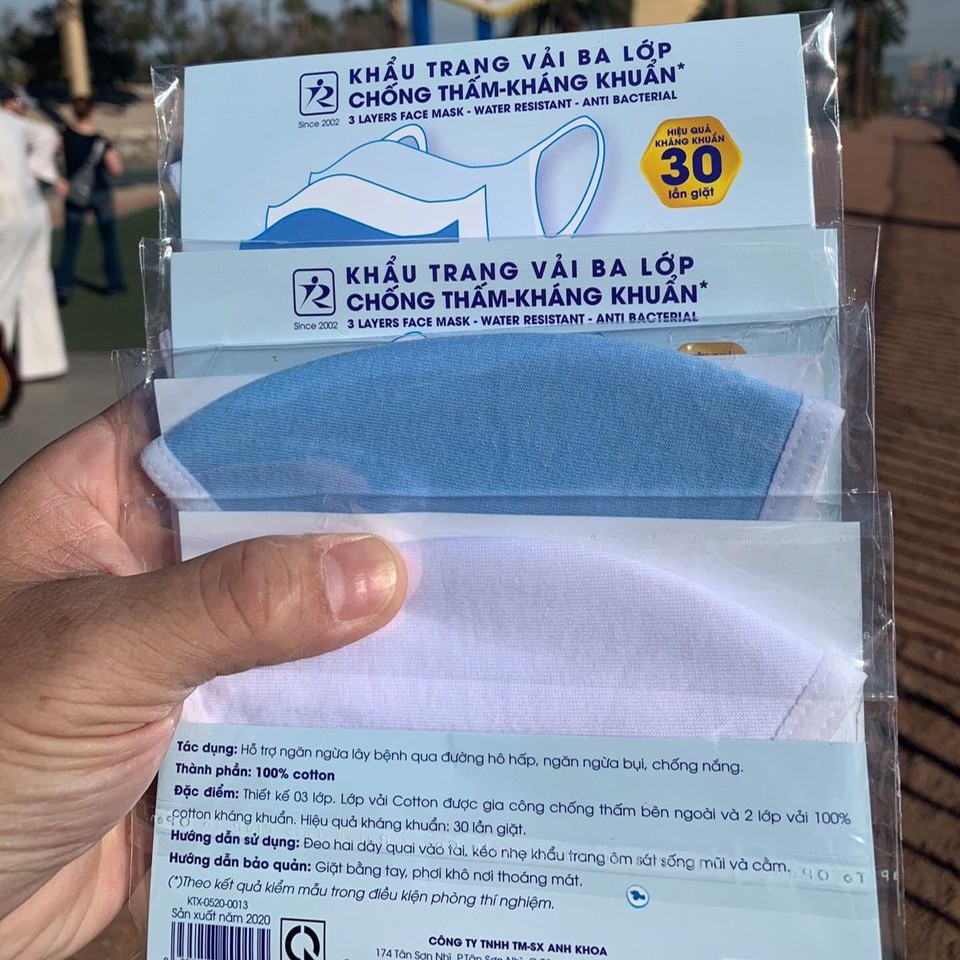 KHẨU TRANG VẢI BA LỚP
CHỐNG THẤM-KHÁNG KHUẨN*
3 LAYERS FACE MASK - WATER RESISTANT - ANTI BACTERIAL
Since 2002
HIỆU QUẢ
KHÁNG KHUẨN
30
lần giặt
KHẨU TRANG VẢI BA LỚP
CHỐNG THẤM-KHÁNG KHUẨN*
3 LAYERS FACE MASK - WATER RESISTANT - ANTI BACTERIAL
Since 2002
Tác dụng: Hỗ trợ ngăn ngừa lây bệnh qua đường hô hấp, ngăn ngừa bụi, chống nắng.
Thành phần: 100% cotton
Đặc điểm: Thiết kế 03 lớp. Lớp vải Cotton được gia công chống thấm bên ngoài và 2 lớp vải 100%
cotton kháng khuẩn. Hiệu quả kháng khuẩn: 30 lần giặt.
Hướng dẫn sử dụng: Đeo hai dây quai vào tai, kéo nhẹ khẩu trang ôm sát sống mũi và cằm.
Hướng dẫn bảo quản: Giặt bằng tay, phơi khô nơi thoáng mát.
(*)Theo kết quả kiểm mẫu trong điều kiện phòng thí nghiệm.
KTX-0520-0013
Sản xuất năm 2020
CÔNG TY TNHH TM-SX ANH KHOA
174 Tân Sơn Nhì, P.Tân Sơn Nhì,